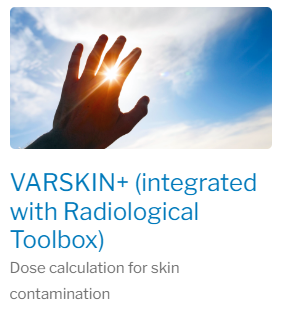 VARSKIN+ (integrated
with Radiological
Toolbox)
Dose calculation for skin
contamination